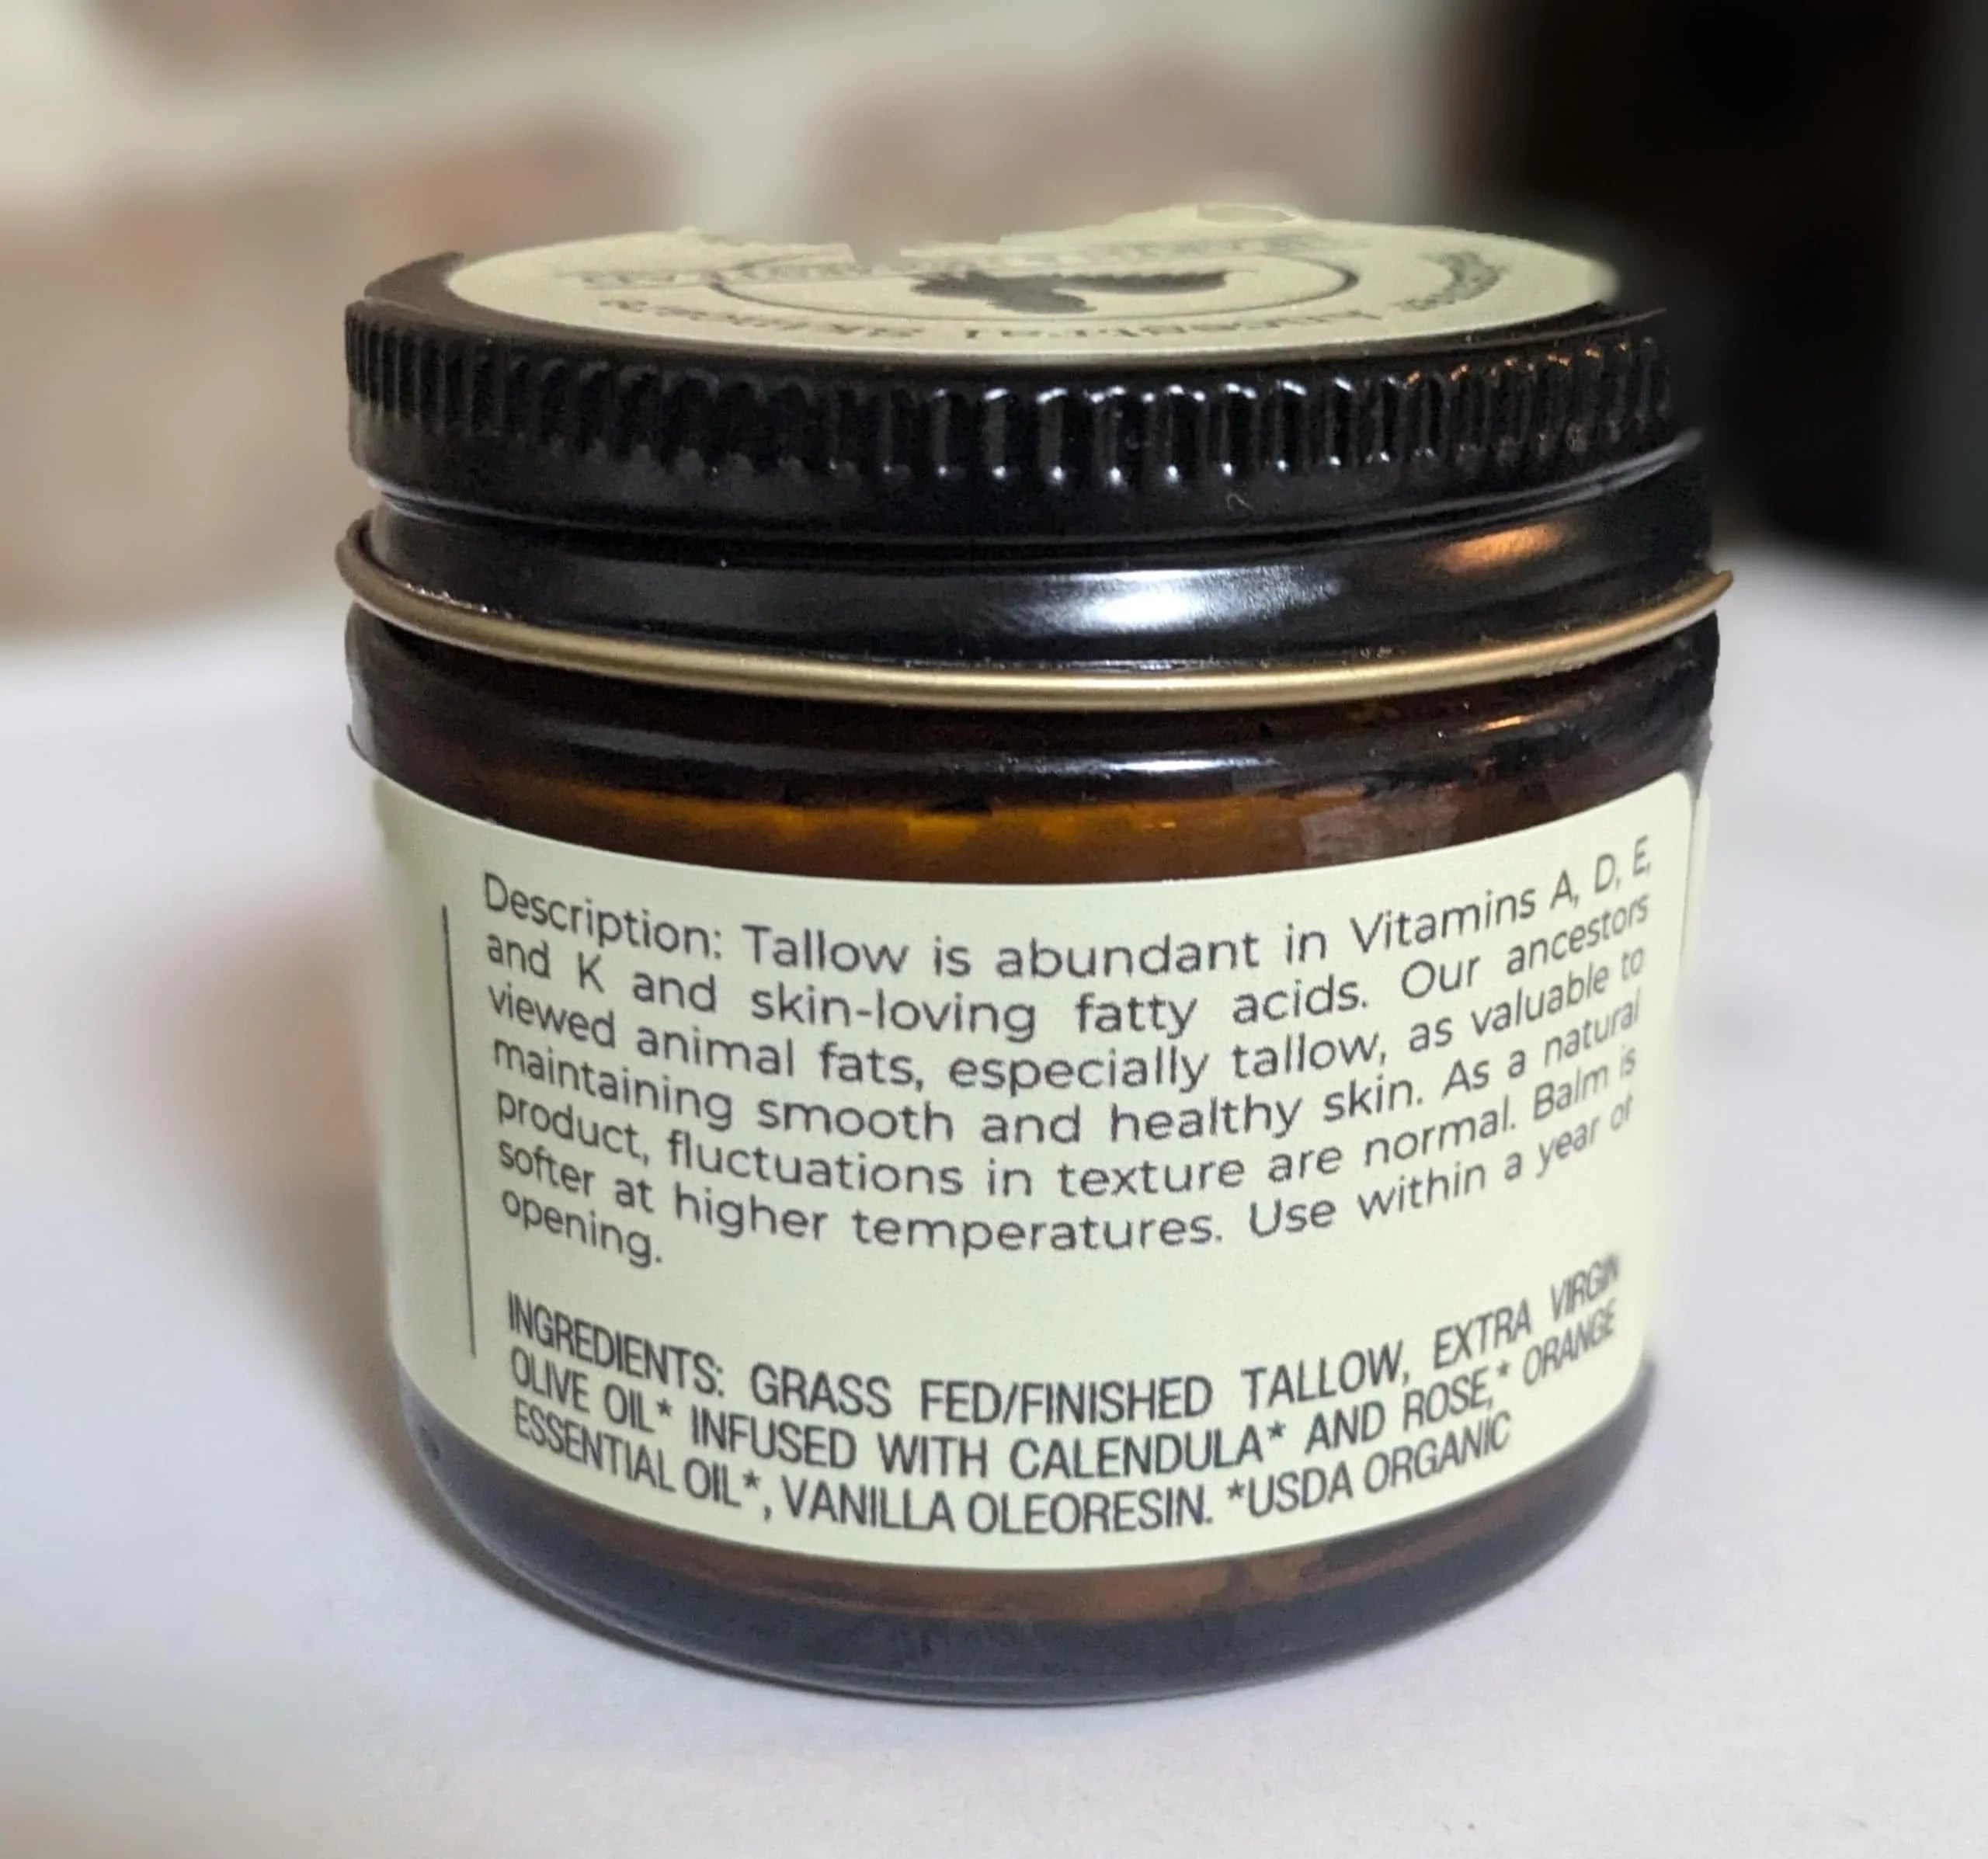 Ancestral Skincare
Description: Tallow is abundant in Vitamins A, D, E,
and K and skin-loving fatty acids. Our ancestors
viewed animal fats, especially tallow, as valuable to
maintaining smooth and healthy skin. As a natural
product, fluctuations in texture are normal. Balm is
softer at higher temperatures. Use within a year of
opening.
INGREDIENTS: GRASS FED/FINISHED TALLOW, EXTRA VIRGIN
OLIVE OIL* INFUSED WITH CALENDULA* AND ROSE,* ORANGE
ESSENTIAL OIL*, VANILLA OLEORESIN. *USDA ORGANIC